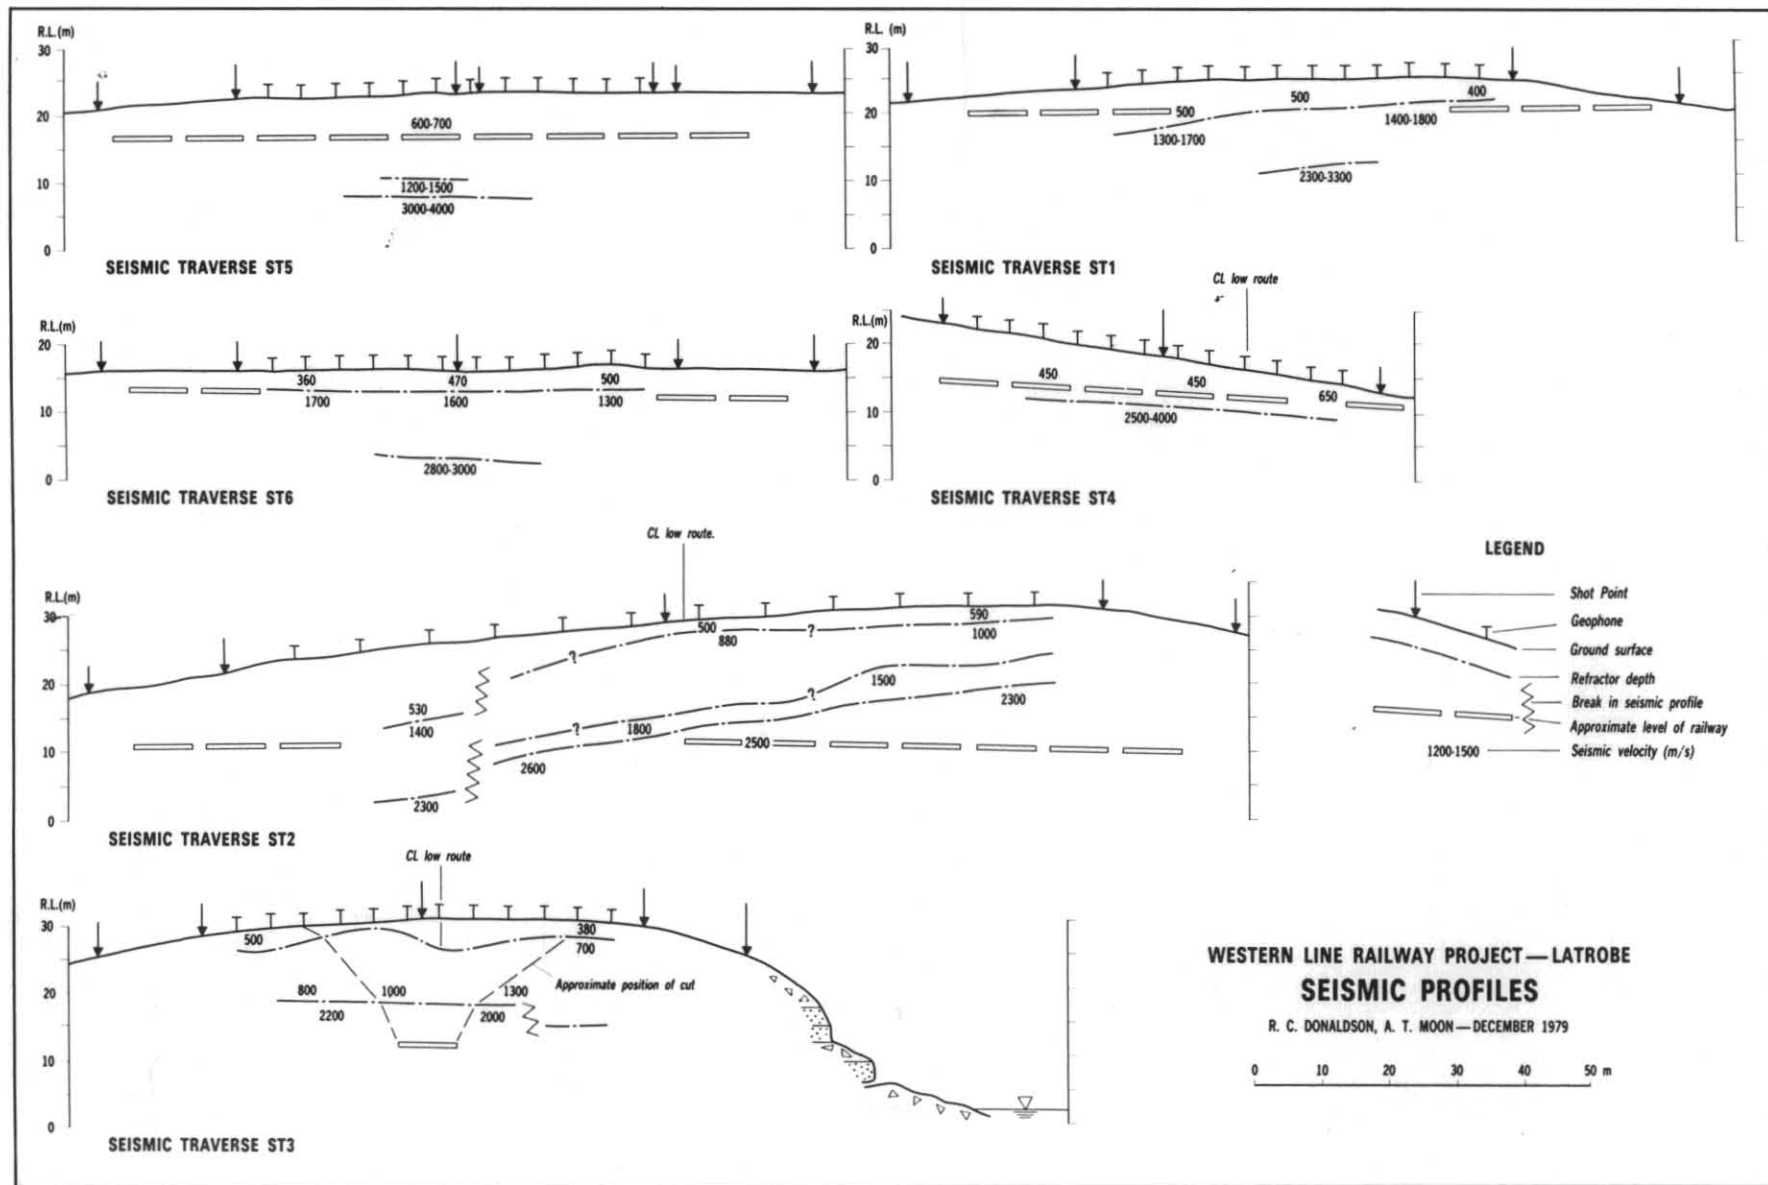 R.L.(m)
30
20
10
0
600-700
1200-1500
3000-4000
SEISMIC TRAVERSE ST5
R.L. (m)
30
20
10
0
500
500
400
1300-1700
1400-1800
2300-3300
SEISMIC TRAVERSE ST1
R.L.(m)
20
10
0
360
470
500
1700
1600
1300
2800-3000
SEISMIC TRAVERSE ST6
CL low route
R.L.(m)
20
10
0
450
450
650
2500-4000
SEISMIC TRAVERSE ST4
CL low route.
R.L.(m)
30
20
10
0
500
590
880
?
1000
?
530
1400
1500
?
2300
?
1800
2500
2600
2300
SEISMIC TRAVERSE ST2
LEGEND
Shot Point
Geophone
Ground surface
Refractor depth
Break in seismic profile
Approximate level of railway
1200-1500
Seismic velocity (m/s)
CL low route
R.L.(m)
30
20
10
0
500
380
700
800
1000
1300
Approximate position of cut
2200
2000
SEISMIC TRAVERSE ST3
WESTERN LINE RAILWAY PROJECT — LATROBE
SEISMIC PROFILES
R. C. DONALDSON, A. T. MOON — DECEMBER 1979
0 10 20 30 40 50 m